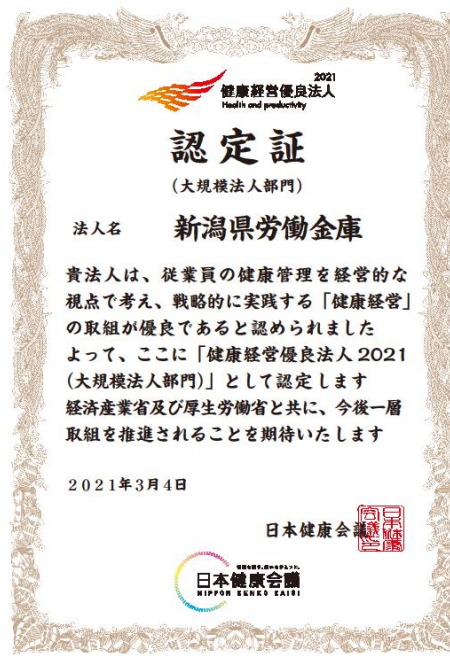 2021
健康経営優良法人
Health and productivity
認定証
(大規模法人部門)
法人名 新潟県労働金庫
貴法人は、従業員の健康管理を経営的な
視点で考え、戦略的に実践する「健康経営」
の取組が優良であると認められました
よって、ここに「健康経営優良法人2021
(大規模法人部門)」として認定します
経済産業省及び厚生労働省と共に、今後一層
取組を推進されることを期待いたします
2021年3月4日
日本健康会議
日本健康会議
NIPPON KENKO KAIGI